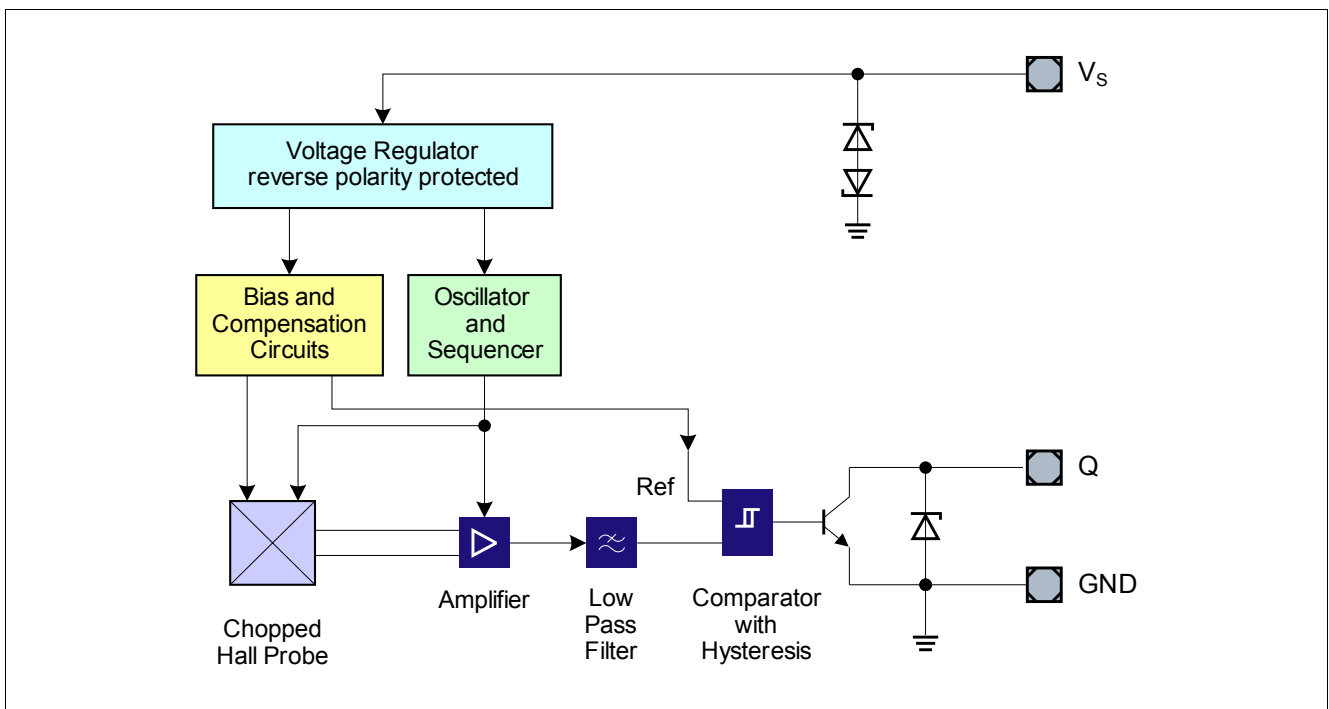 V_S
Voltage Regulator
reverse polarity protected
Bias and
Compensation
Circuits
Oscillator
and
Sequencer
Ref
Q
GND
Amplifier
Low
Pass
Filter
Comparator
with
Hysteresis
Chopped
Hall Probe